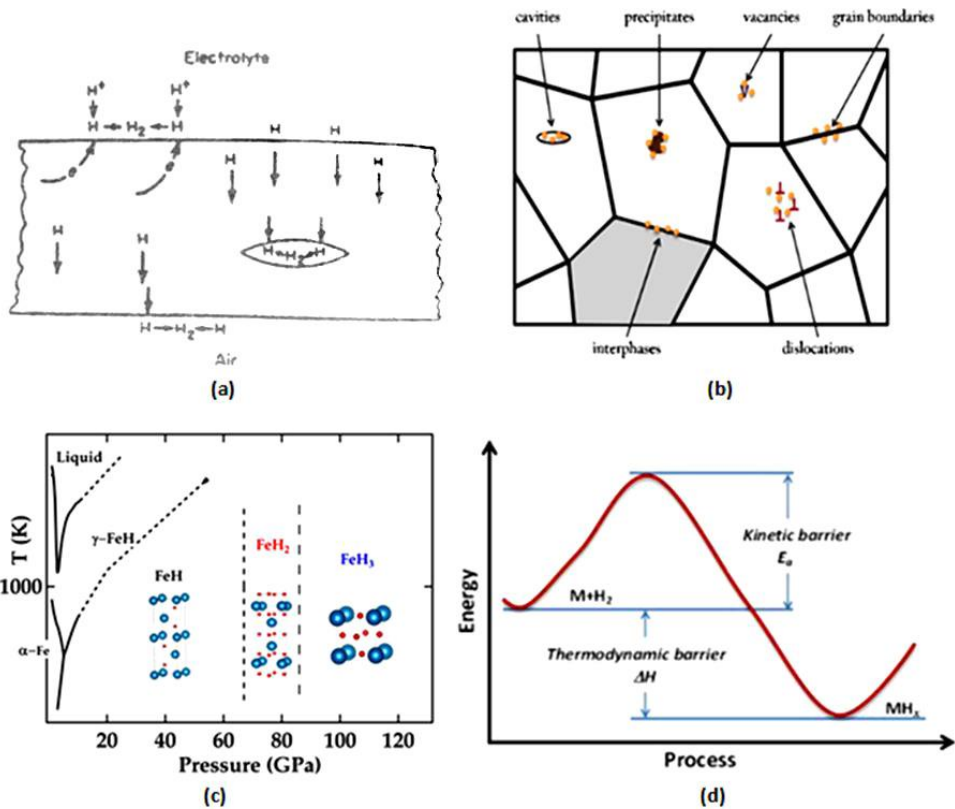 (a)
Electrolyte
H⁺ H⁺
H H₂ H H H
e e H H
H H
H H₂ H
H H₂ H
Air
(a)
(b)
cavities precipitates vacancies grain boundaries
V
interphases dislocations
(b)
Liquid
γ-FeH
FeH₂
FeH₃
FeH
1000
α-Fe
T (K)
20 40 60 80 100 120
Pressure (GPa)
(c)
Kinetic barrier
Eₐ
M+H₂
Thermodynamic barrier
ΔH
MHₓ
Energy
Process
(d)